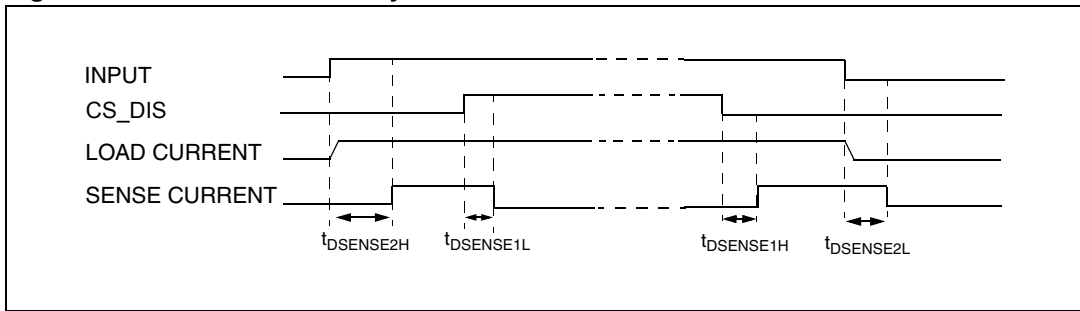 INPUT
CS_DIS
LOAD CURRENT
SENSE CURRENT
tDSENSE2H
tDSENSE1L
tDSENSE1H
tDSENSE2L